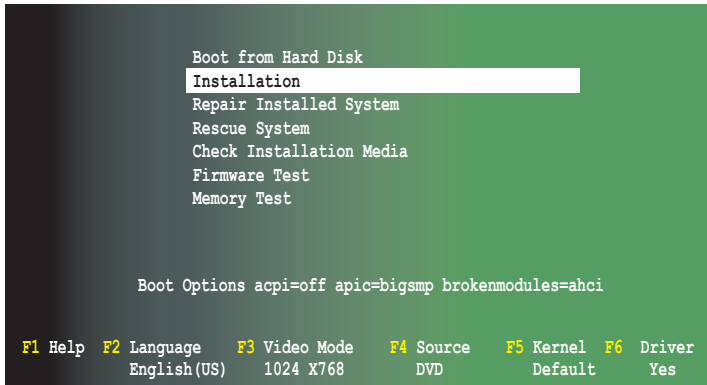 Boot from Hard Disk
Installation
Repair Installed System
Rescue System
Check Installation Media
Firmware Test
Memory Test
Boot Options acpi=off apic=bigsmp brokenmodules=ahci
F1 Help F2 Language F3 Video Mode F4 Source F5 Kernel F6 Driver
English(US) 1024 X768 DVD Default Yes